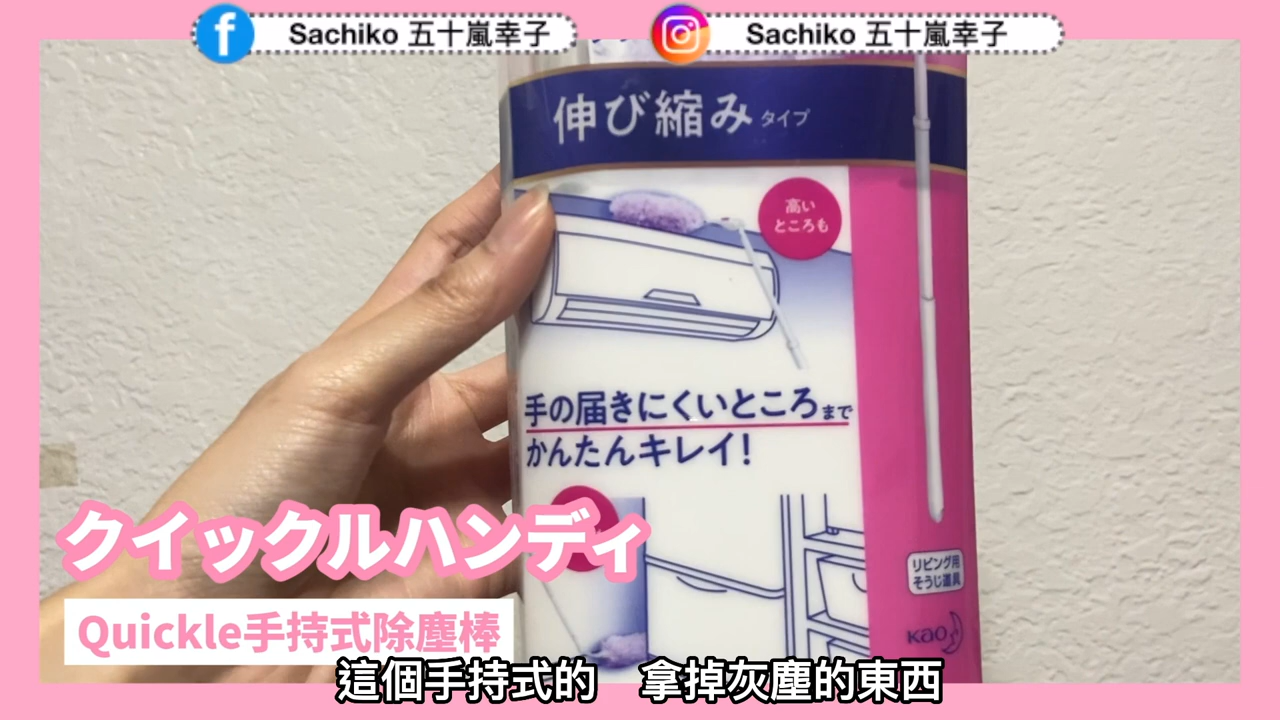 Sachiko 五十嵐幸子
Sachiko 五十嵐幸子
伸び縮みタイプ
高い
ところも
手の届きにくいところまで
かんたんキレイ!
リビング用
そうじ道具
Kao
クイックルハンディ
Quickle手持式除塵棒
這個手持式的 拿掉灰塵的東西